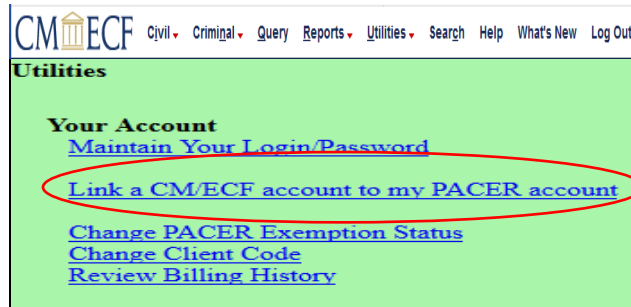 CM ECF Civil Criminal Query Reports Utilities Search Help What's New Log Out
Utilities
Your Account
Maintain Your Login/Password
Link a CM/ECF account to my PACER account
Change PACER Exemption Status
Change Client Code
Review Billing History